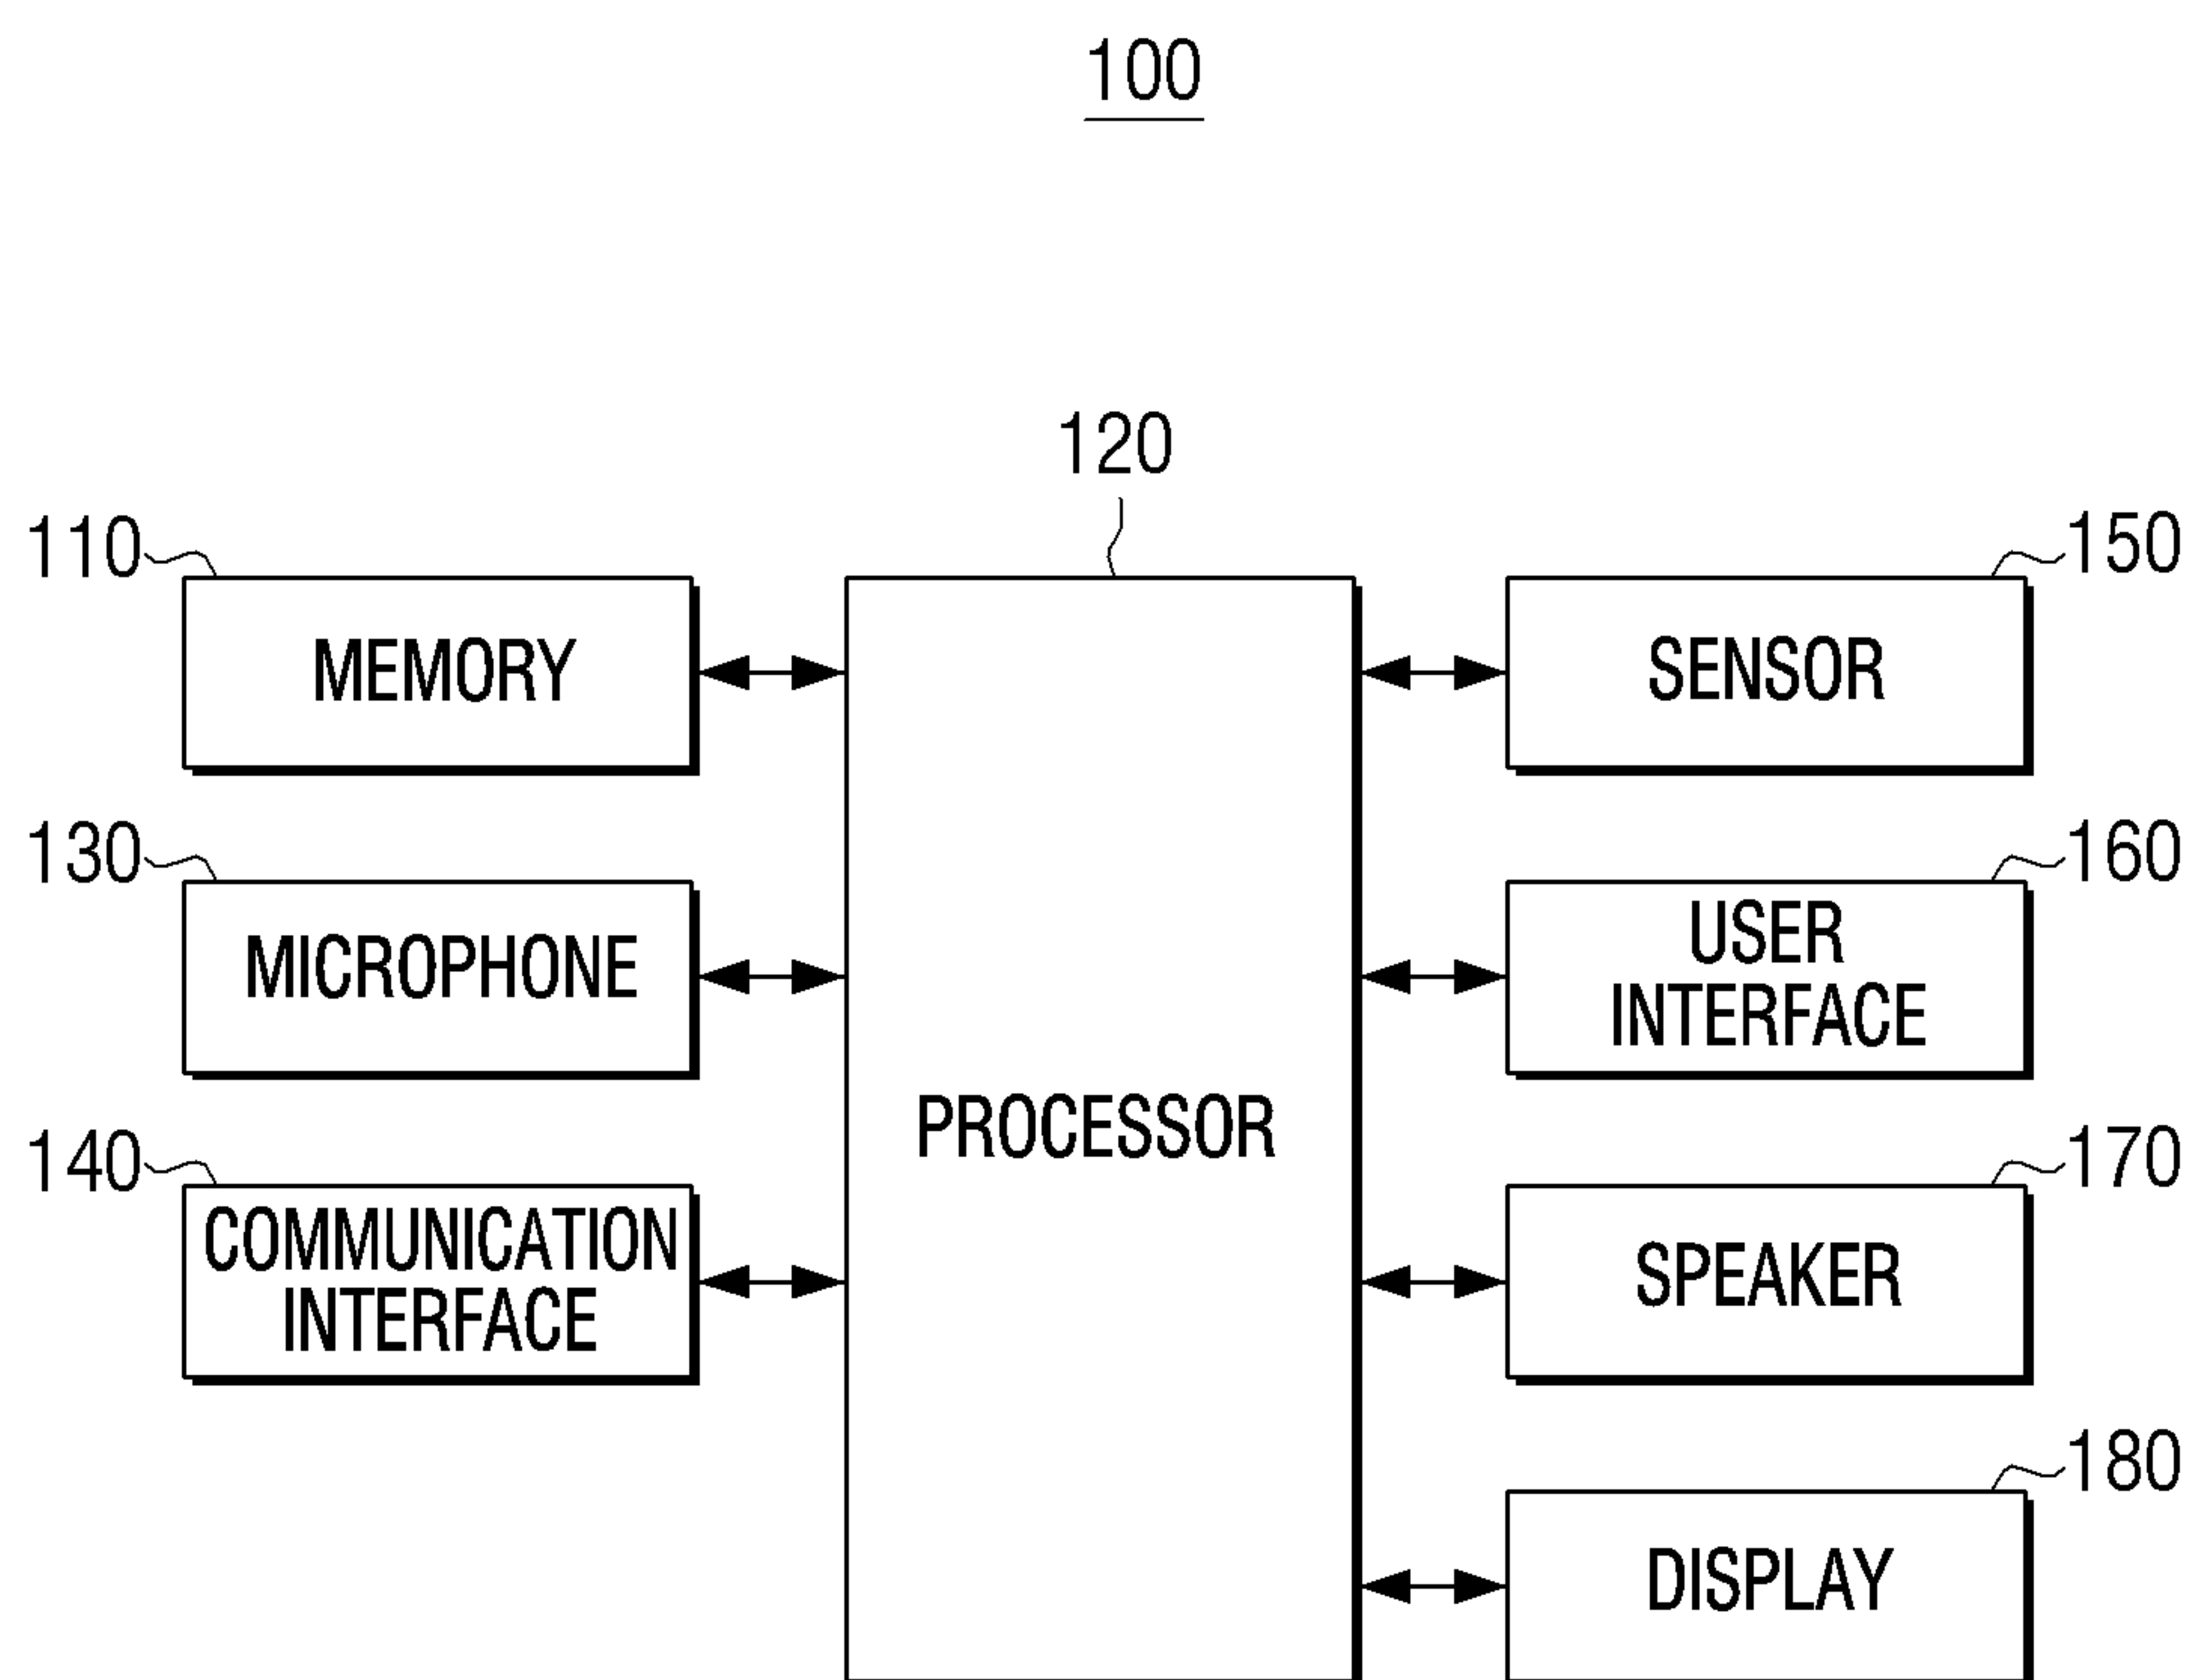 100
120
110
MEMORY
130
MICROPHONE
140
COMMUNICATION
INTERFACE
PROCESSOR
150
SENSOR
160
USER
INTERFACE
170
SPEAKER
180
DISPLAY